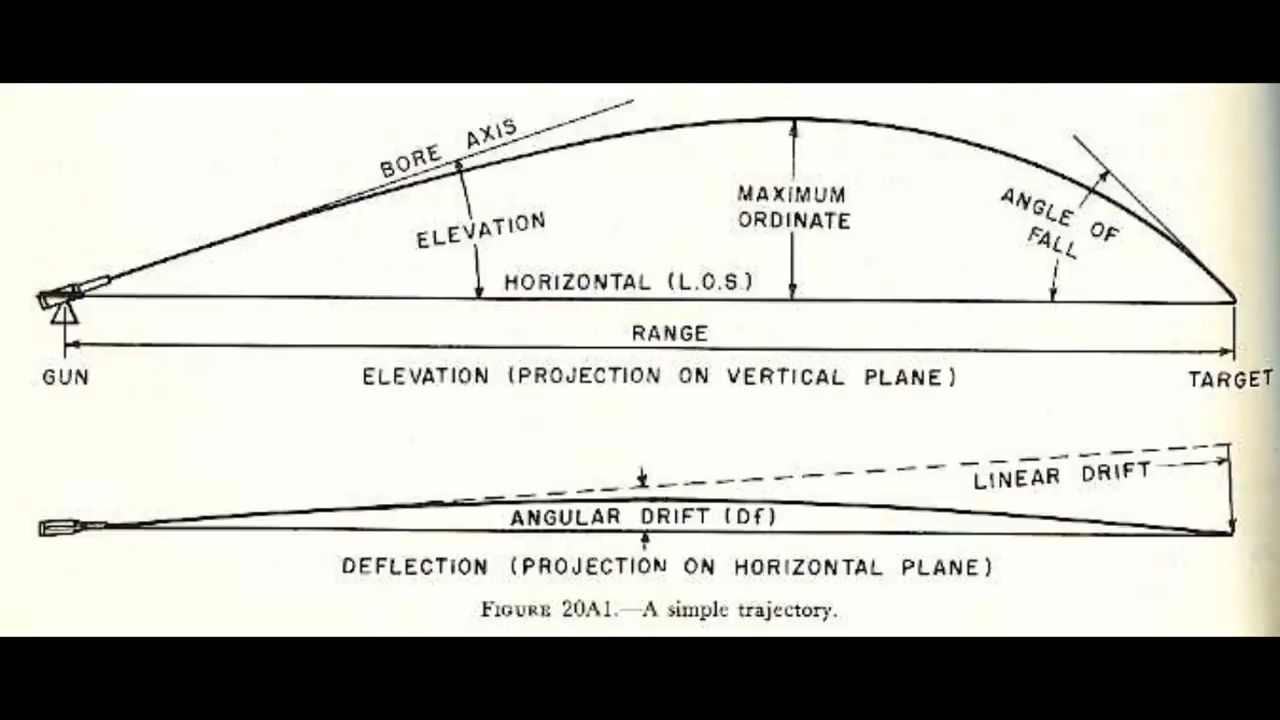 BORE AXIS
ELEVATION
MAXIMUM
ORDINATE
ANGLE OF
FALL
HORIZONTAL (L.O.S.)
RANGE
GUN
ELEVATION (PROJECTION ON VERTICAL PLANE)
TARGET
LINEAR DRIFT
ANGULAR DRIFT (Df)
DEFLECTION (PROJECTION ON HORIZONTAL PLANE)
FIGURE 20A1.—A simple trajectory.